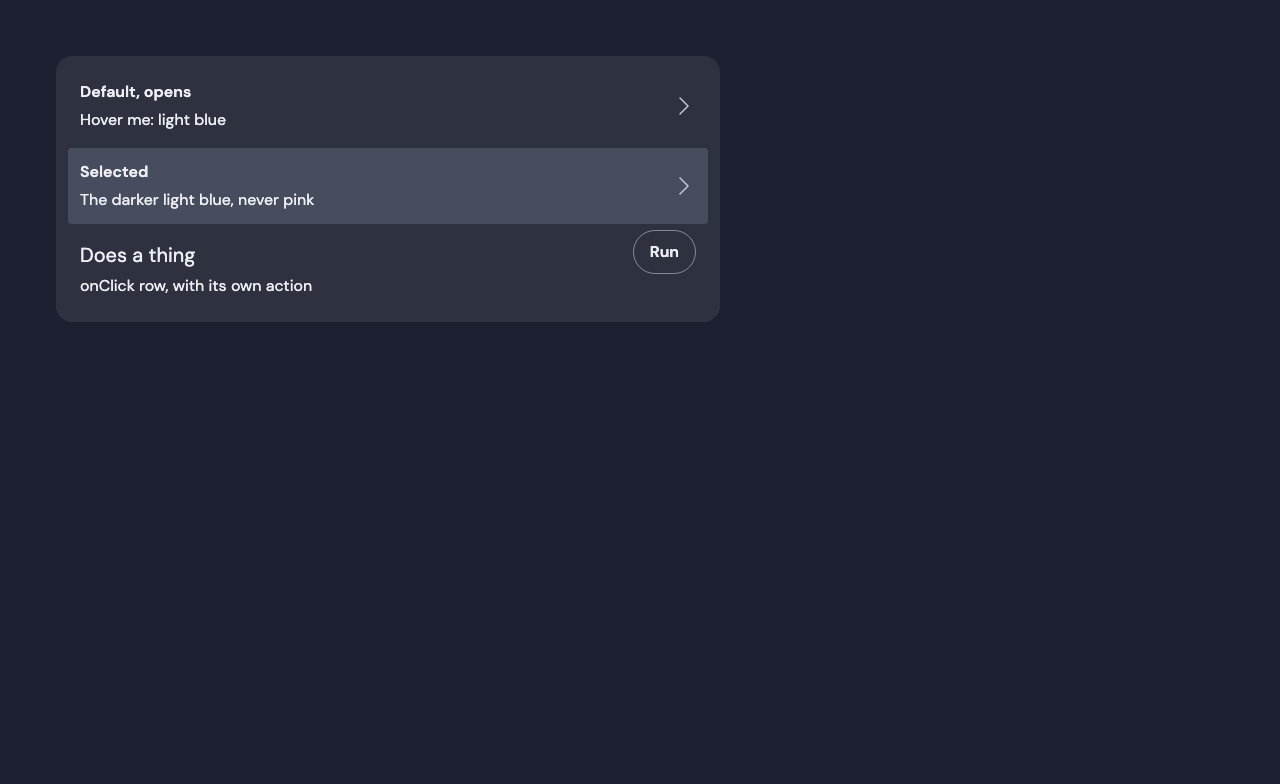 Default, opens
Hover me: light blue
Selected
The darker light blue, never pink
Does a thing
Run
onClick row, with its own action